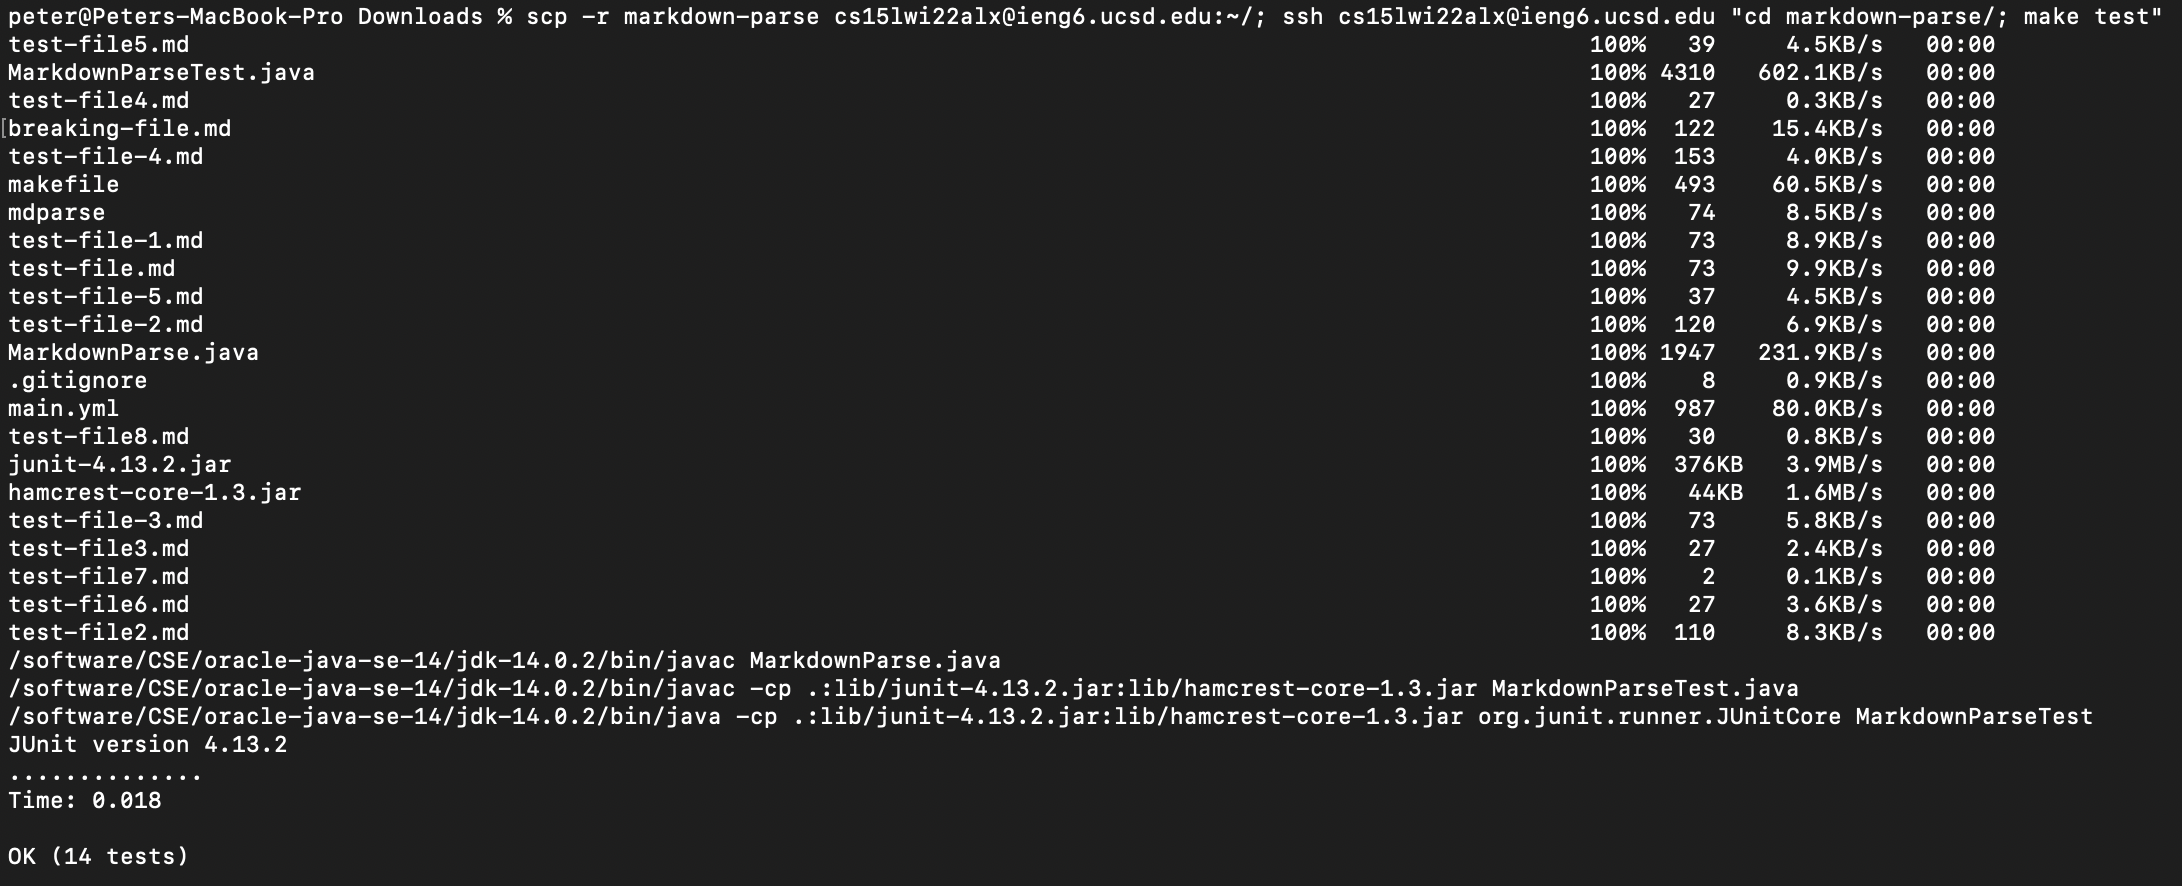 peter@Peters-MacBook-Pro Downloads % scp -r markdown-parse cs15lwi22alx@ieng6.ucsd.edu:~/; ssh cs15lwi22alx@ieng6.ucsd.edu "cd markdown-parse/; make test"
test-file5.md 100% 39 4.5KB/s 00:00
MarkdownParseTest.java 100% 4310 602.1KB/s 00:00
test-file4.md 100% 27 0.3KB/s 00:00
[breaking-file.md 100% 122 15.4KB/s 00:00
test-file-4.md 100% 153 4.0KB/s 00:00
makefile 100% 493 60.5KB/s 00:00
mdparse 100% 74 8.5KB/s 00:00
test-file-1.md 100% 73 8.9KB/s 00:00
test-file.md 100% 73 9.9KB/s 00:00
test-file-5.md 100% 37 4.5KB/s 00:00
test-file-2.md 100% 120 6.9KB/s 00:00
MarkdownParse.java 100% 1947 231.9KB/s 00:00
.gitignore 100% 8 0.9KB/s 00:00
main.yml 100% 987 80.0KB/s 00:00
test-file8.md 100% 30 0.8KB/s 00:00
junit-4.13.2.jar 100% 376KB 3.9MB/s 00:00
hamcrest-core-1.3.jar 100% 44KB 1.6MB/s 00:00
test-file-3.md 100% 73 5.8KB/s 00:00
test-file3.md 100% 27 2.4KB/s 00:00
test-file7.md 100% 2 0.1KB/s 00:00
test-file6.md 100% 27 3.6KB/s 00:00
test-file2.md 100% 110 8.3KB/s 00:00
/software/CSE/oracle-java-se-14/jdk-14.0.2/bin/javac MarkdownParse.java
/software/CSE/oracle-java-se-14/jdk-14.0.2/bin/javac -cp .:lib/junit-4.13.2.jar:lib/hamcrest-core-1.3.jar MarkdownParseTest.java
/software/CSE/oracle-java-se-14/jdk-14.0.2/bin/java -cp .:lib/junit-4.13.2.jar:lib/hamcrest-core-1.3.jar org.junit.runner.JUnitCore MarkdownParseTest
JUnit version 4.13.2
..............
Time: 0.018
OK (14 tests)